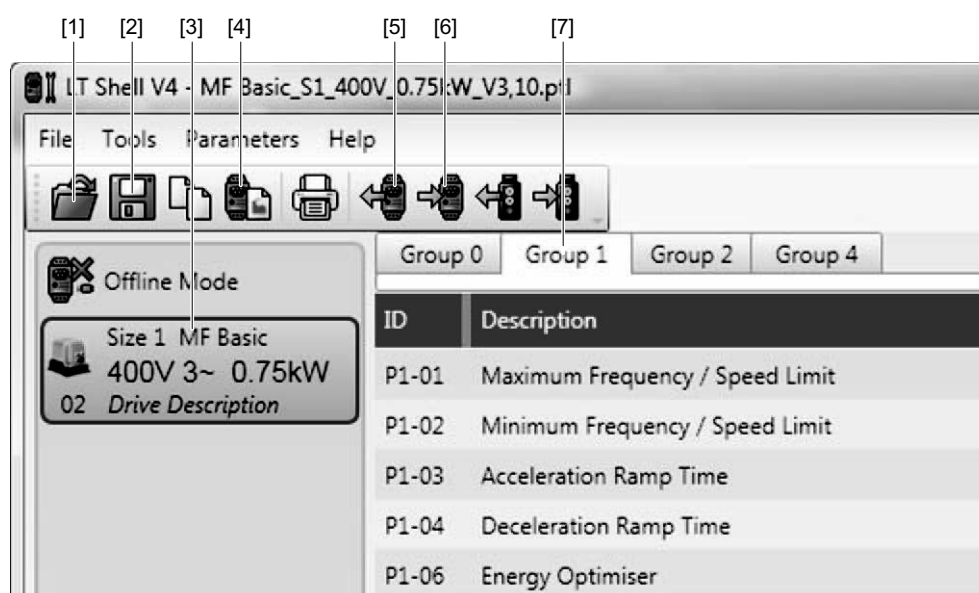 [1] [2] [3] [4] [5] [6] [7]
LT Shell V4 - MF Basic_S1_400V_0.75kW_V3,10.ptl
File Tools Parameters Help
Offline Mode
Size 1 MF Basic
400V 3~ 0.75kW
02 Drive Description
Group 0 Group 1 Group 2 Group 4
ID Description
P1-01 Maximum Frequency / Speed Limit
P1-02 Minimum Frequency / Speed Limit
P1-03 Acceleration Ramp Time
P1-04 Deceleration Ramp Time
P1-06 Energy Optimiser